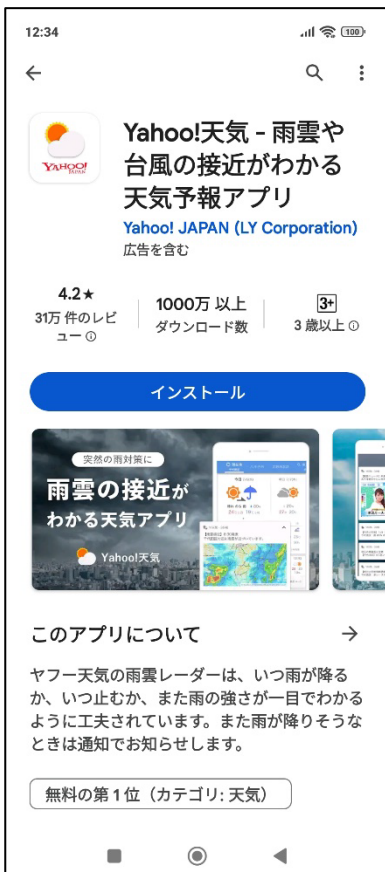 12:34
100
YAHOO!
JAPAN
Yahoo!天気 - 雨雲や
台風の接近がわかる
天気予報アプリ
Yahoo! JAPAN (LY Corporation)
広告を含む
4.2★
31万 件のレビ
ュー
1000万 以上
ダウンロード数
3+
3 歳以上
インストール
突然の雨対策に
雨雲の接近が
わかる天気アプリ
Yahoo!天気
このアプリについて
ヤフー天気の雨雲レーダーは、いつ雨が降る
か、いつ止むか、また雨の強さが一目でわかる
ように工夫されています。また雨が降りそうな
ときは通知でお知らせします。
無料の第 1 位（カテゴリ: 天気）